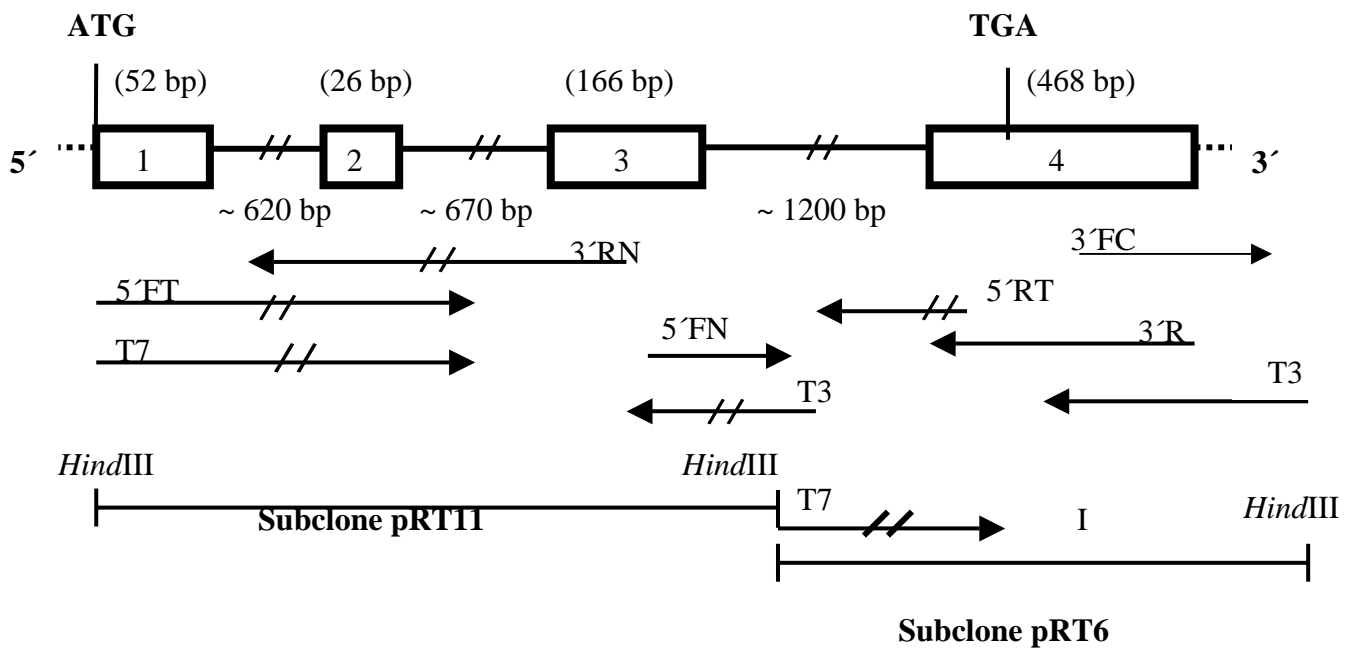 ATG TGA
(52 bp) (26 bp) (166 bp) (468 bp)
5´ 1 2 3 4 3´
~ 620 bp ~ 670 bp ~ 1200 bp
3´RN 3´FC
5´FT 5´RT
5´FN 3´R
T7 T3
T3
HindIII HindIII
T7 I HindIII
Subclone pRT11
Subclone pRT6